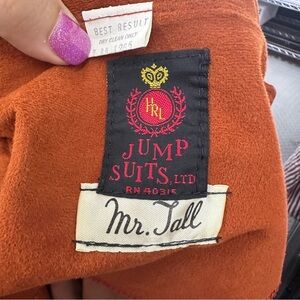 BEST RESULT
DRY CLEAN ONLY
HRL
JUMP
SUITS, LTD
RN 40315
Mr. Tall